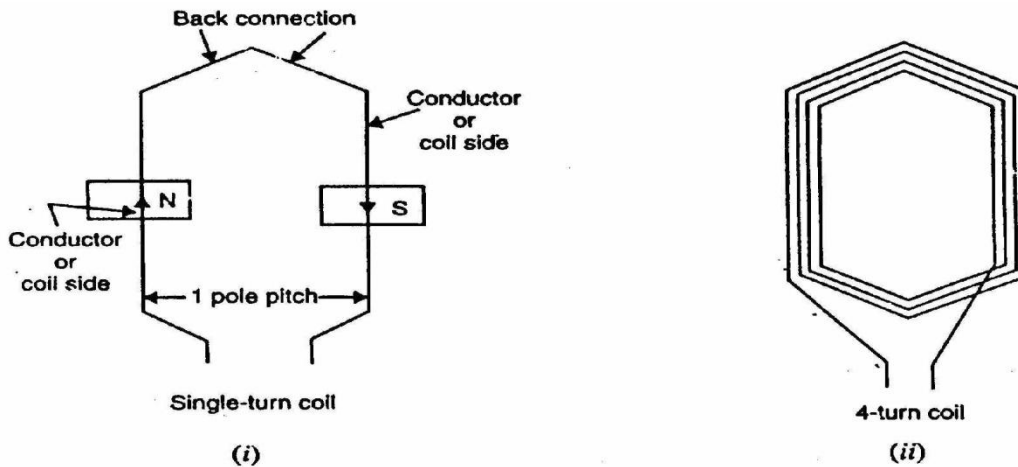 Back connection
Conductor
or
coil side
N
S
Conductor
or
coil side
1 pole pitch
Single-turn coil
(i)
4-turn coil
(ii)